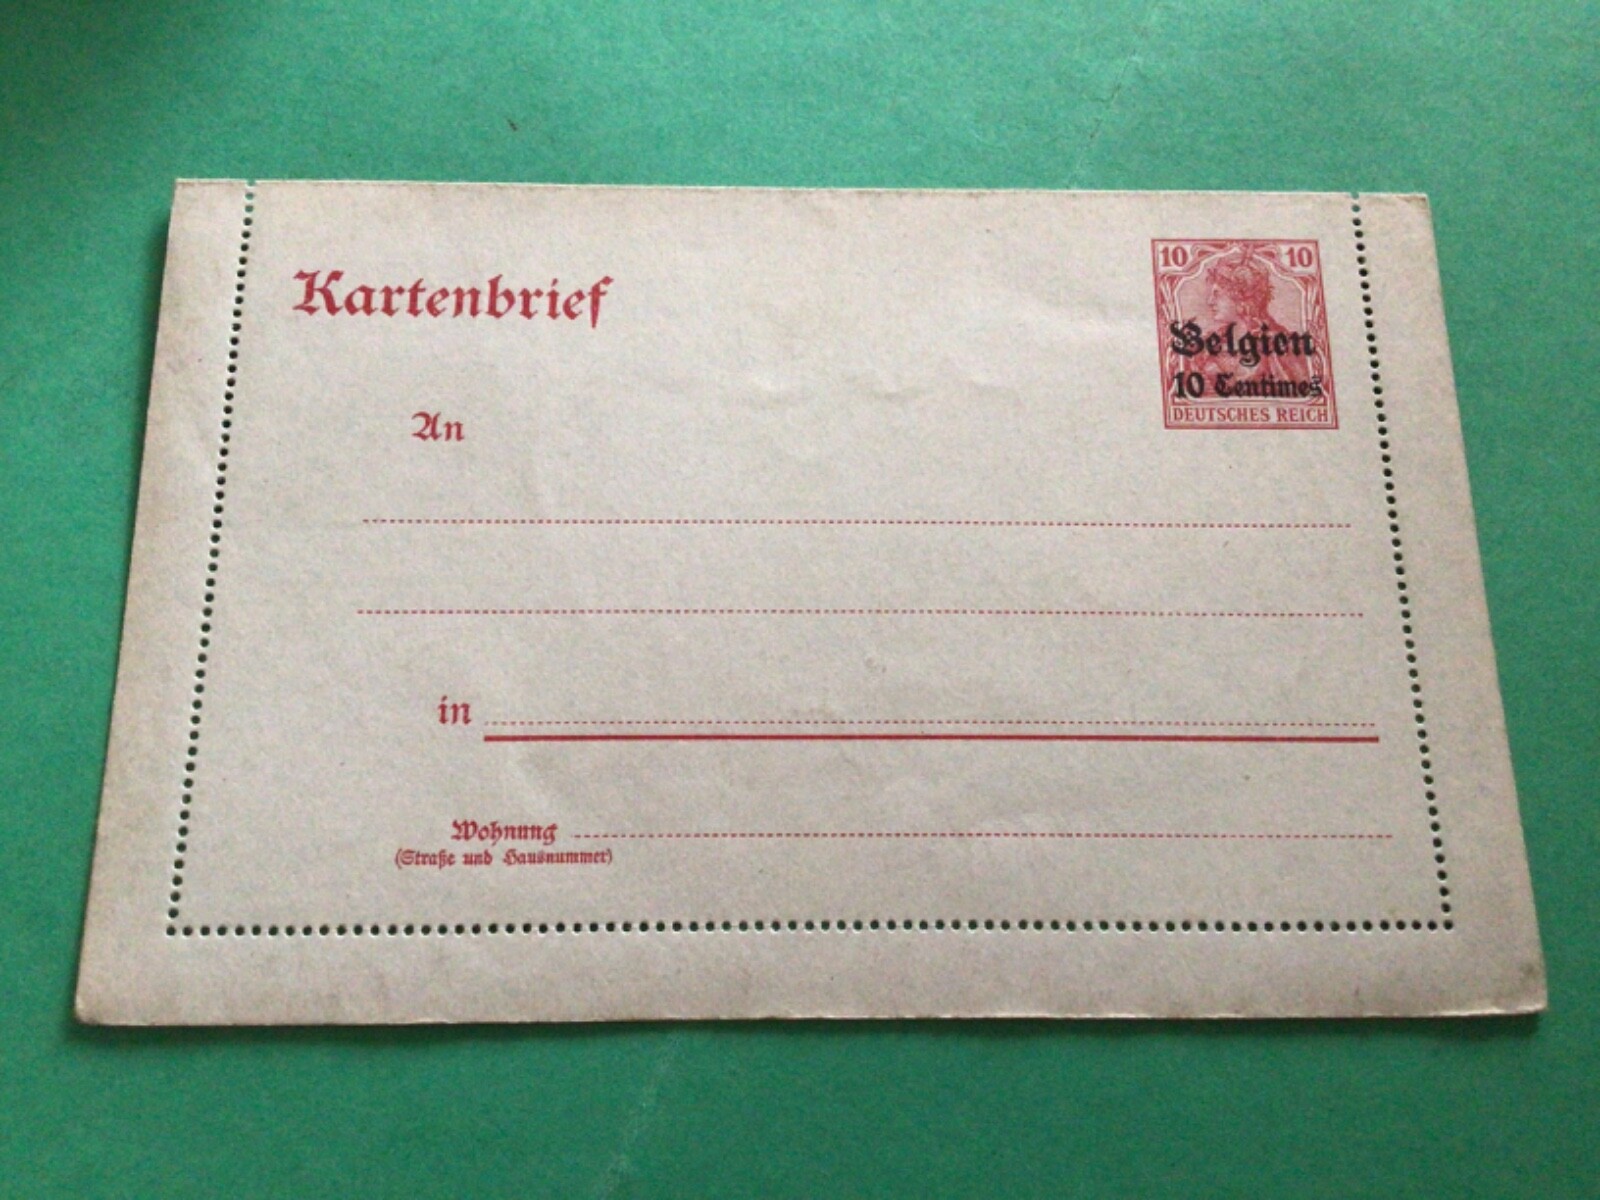 Kartenbrief
10 10
Belgien
10 Centimes
DEUTSCHES REICH
An
in
Wohnung
(Straße und Hausnummer)